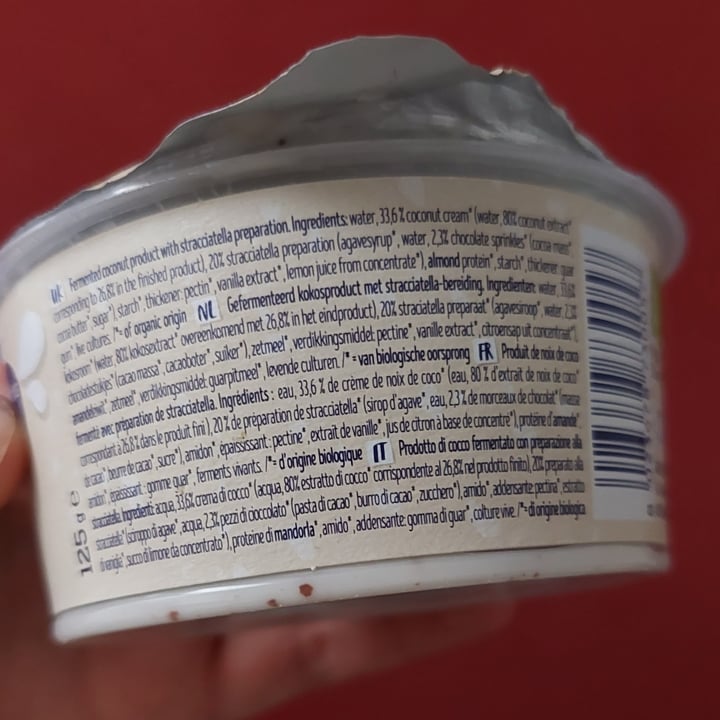 UK Fermented coconut product with stracciatella preparation. Ingredients: water, 33,6 % coconut cream* (water, 80% coconut extract*
corresponding to 26,8% in the finished product), 20% stracciatella preparation (agavesyrup*, water, 2,3% chocolate sprinkles* (cocoa mass*
cocoa butter*, sugar*), starch*, thickener: pectin*, vanilla extract*, lemon juice from concentrate*), almond protein*, starch*, thickener: guar
gum*, live cultures. /*= of organic origin NL Gefermenteerd kokosproduct met stracciatella-bereiding. Ingredienten: water, 33,6%
kokosroom* (water, 80% kokosextract* overeenkomend met 26,8% in het eindproduct), 20% straciatella preparaat* (agavesiroop*, water, 2,3%
chocoladestukjes* (cacao massa*, cacaoboter*, suiker*), zetmeel*, verdikkingsmiddel: pectine*, vanille extract*, citroensap uit concentraat*),
amandeleiwit*, zetmeel*, verdikkingsmiddel: guarpitmeel*, levende culturen. /*= van biologische oorsprong FR Produit de noix de coco
fermenté avec préparation de stracciatella. Ingrédients : eau, 33,6 % de crème de noix de coco* (eau, 80 % d'extrait de noix de coco*
correspondant à 26,8% dans le produit fini), 20 % de préparation de stracciatella* (sirop d'agave*, eau, 2,3% de morceaux de chocolat* (masse
de cacao*, beurre de cacao*, sucre*), amidon*, épaississant: pectine*, extrait de vanille*, jus de citron à base de concentré*), protéine d'amande*
amidon*, épaississant: gomme guar*, ferments vivants. /*= d'origine biologique IT Prodotto di cocco fermentato con preparazione alla
stracciatella. Ingredienti: acqua, 33,6% crema di cocco* (acqua, 80% estratto di cocco* corrispondente al 26,8% nel prodotto finito), 20% preparato alla
stracciatella* (sciroppo di agave*, acqua, 2,3% pezzi di cioccolato* (pasta di cacao*, burro di cacao*, zucchero*), amido*, addensante: pectina*, estratto
di vaniglia*, succo di limone da concentrato*), proteine di mandorla*, amido*, addensante: gomma di guar*, colture vive. /*= di origine biologica
125 g e